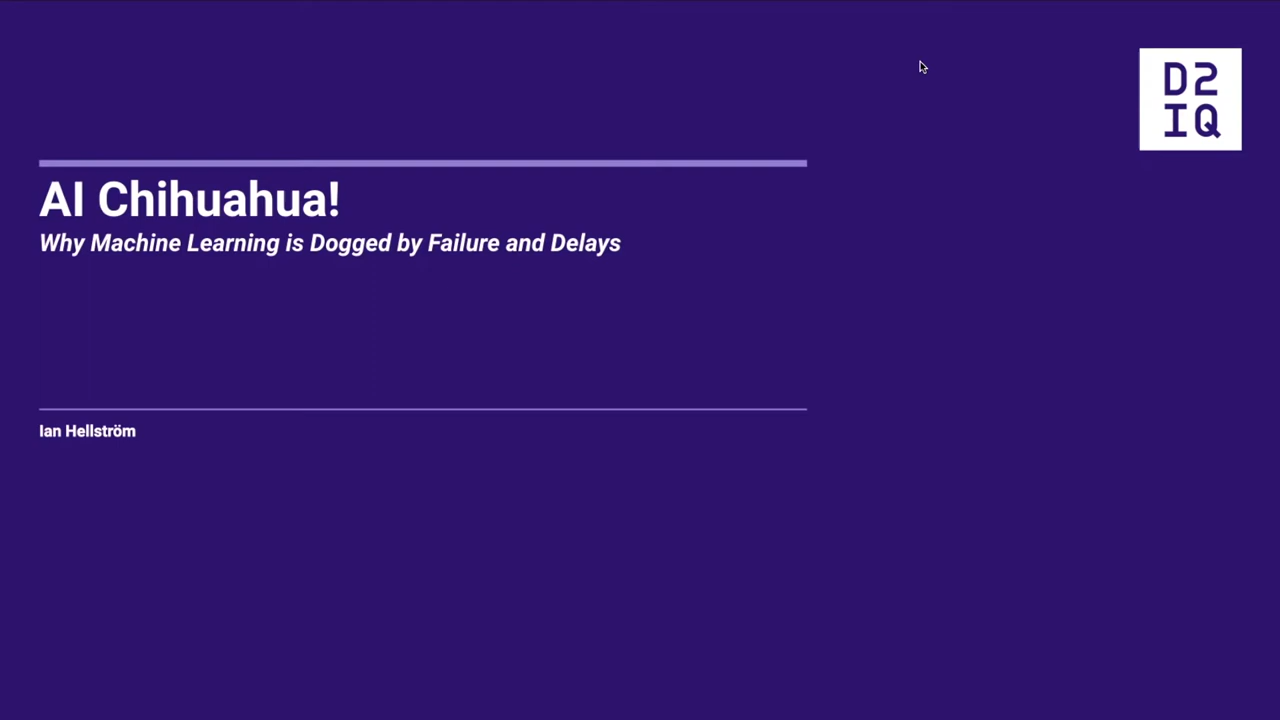 D2
IQ
AI Chihuahua!
Why Machine Learning is Dogged by Failure and Delays
Ian Hellström